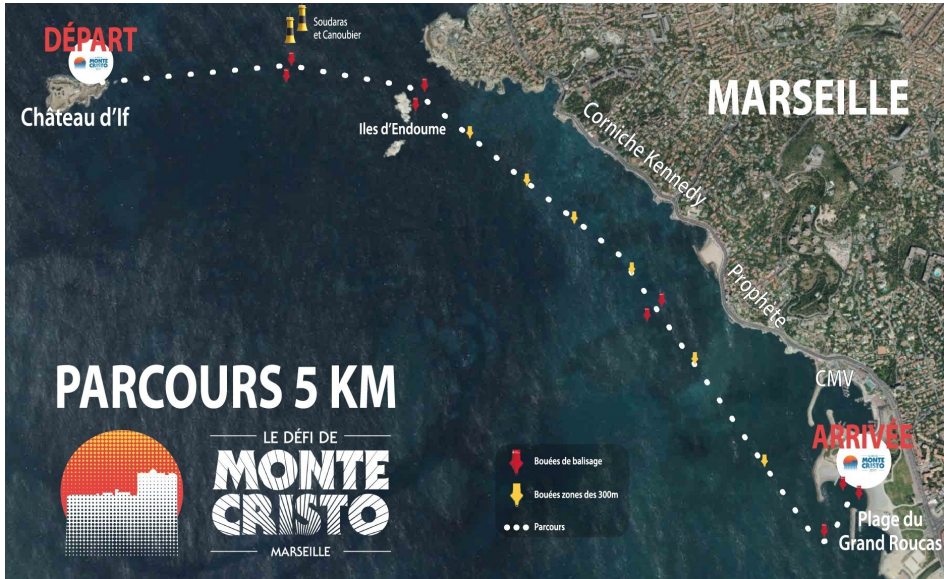 DÉPART
MONTE
CRISTO
Soudaras
et Canoubier
MARSEILLE
Château d'If
Iles d'Endoume
Corniche Kennedy
Prophète
CMV
PARCOURS 5 KM
ARRIVÉE
MONTE
CRISTO
LE DÉFI DE
MONTE
CRISTO
MARSEILLE
Bouées de balisage
Bouées zones des 300m
Parcours
Plage du
Grand Roucas